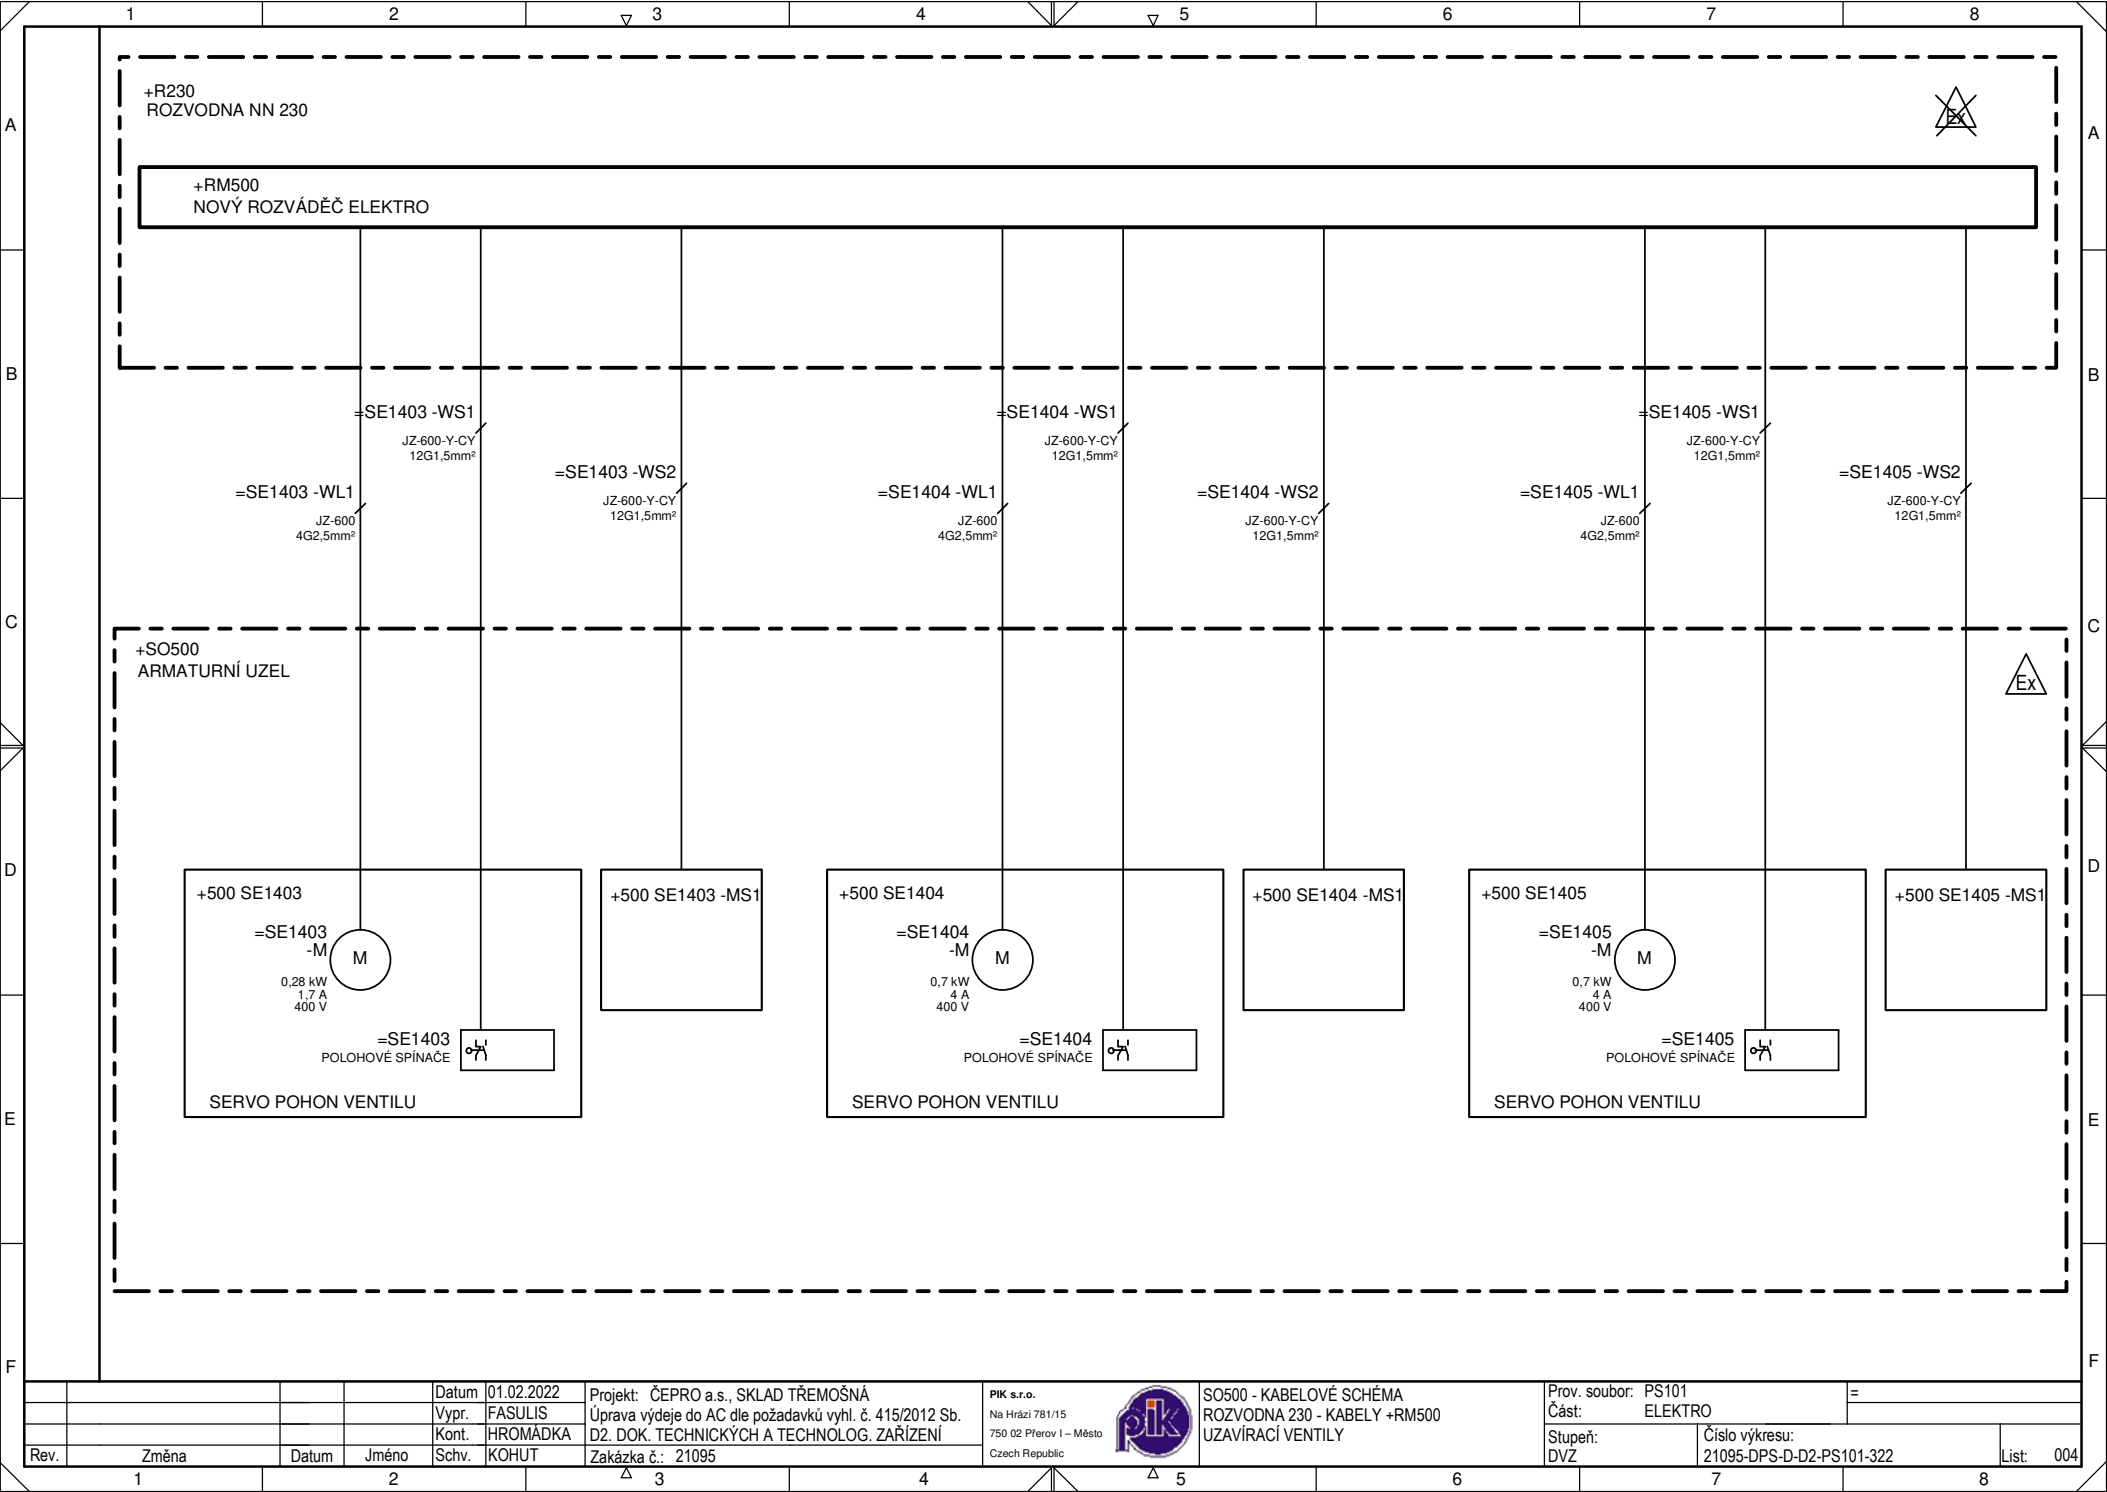 1 2 3 4 5 6 7 8
A
A
+R230
ROZVODNA NN 230
Ex
+RM500
NOVÝ ROZVÁDĚČ ELEKTRO
B
B
=SE1403 -WS1
JZ-600-Y-CY
12G1,5mm²
=SE1403 -WL1
JZ-600
4G2,5mm²
=SE1403 -WS2
JZ-600-Y-CY
12G1,5mm²
=SE1404 -WS1
JZ-600-Y-CY
12G1,5mm²
=SE1404 -WL1
JZ-600
4G2,5mm²
=SE1404 -WS2
JZ-600-Y-CY
12G1,5mm²
=SE1405 -WS1
JZ-600-Y-CY
12G1,5mm²
=SE1405 -WL1
JZ-600
4G2,5mm²
=SE1405 -WS2
JZ-600-Y-CY
12G1,5mm²
C
C
+SO500
ARMATURNÍ UZEL
Ex
D
D
+500 SE1403
=SE1403
-M
M
0,28 kW
1,7 A
400 V
=SE1403
POLOHOVÉ SPÍNAČE
SERVO POHON VENTILU
+500 SE1403 -MS1
+500 SE1404
=SE1404
-M
M
0,7 kW
4 A
400 V
=SE1404
POLOHOVÉ SPÍNAČE
SERVO POHON VENTILU
+500 SE1404 -MS1
+500 SE1405
=SE1405
-M
M
0,7 kW
4 A
400 V
=SE1405
POLOHOVÉ SPÍNAČE
SERVO POHON VENTILU
+500 SE1405 -MS1
E
E
F
F
Rev. Změna Datum Jméno
Datum 01.02.2022
Vypr. FASULIS
Kont. HROMÁDKA
Schv. KOHUT
Projekt: ČEPRO a.s., SKLAD TŘEMOŠNÁ
Úprava výdeje do AC dle požadavků vyhl. č. 415/2012 Sb.
D2. DOK. TECHNICKÝCH A TECHNOLOG. ZAŘÍZENÍ
Zakázka č.: 21095
PIK s.r.o.
Na Hrázi 781/15
750 02 Přerov I – Město
Czech Republic
pik
SO500 - KABELOVÉ SCHÉMA
ROZVODNA 230 - KABELY +RM500
UZAVÍRACÍ VENTILY
Prov. soubor: PS101
Část: ELEKTRO
=
Stupeň:
DVZ
Číslo výkresu:
21095-DPS-D-D2-PS101-322
List: 004
1 2 3 4 5 6 7 8